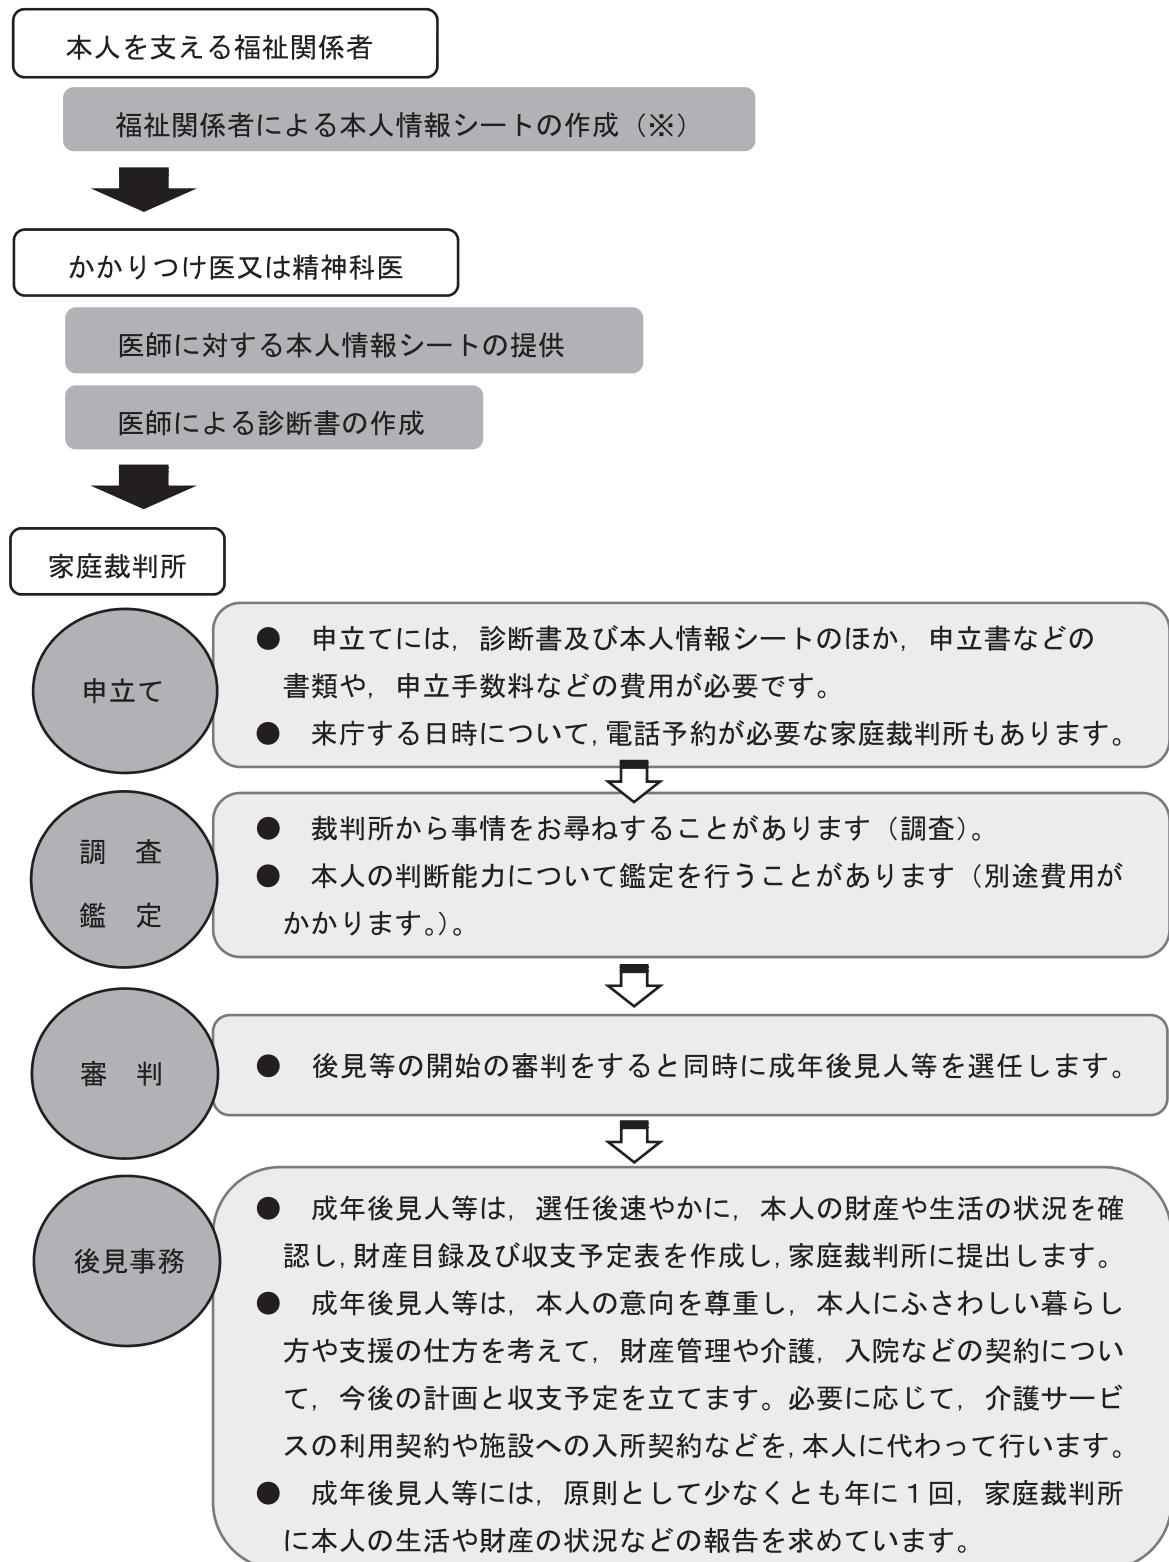 本人を支える福祉関係者
福祉関係者による本人情報シートの作成（※）
かかりつけ医又は精神科医
医師に対する本人情報シートの提供
医師による診断書の作成
家庭裁判所
申立て
●　申立てには，診断書及び本人情報シートのほか，申立書などの
書類や，申立手数料などの費用が必要です。
●　来庁する日時について，電話予約が必要な家庭裁判所もあります。
調　査
鑑　定
●　裁判所から事情をお尋ねすることがあります（調査）。
●　本人の判断能力について鑑定を行うことがあります（別途費用が
かかります。）。
審　判
●　後見等の開始の審判をすると同時に成年後見人等を選任します。
後見事務
●　成年後見人等は，選任後速やかに，本人の財産や生活の状況を確
認し，財産目録及び収支予定表を作成し，家庭裁判所に提出します。
●　成年後見人等は，本人の意向を尊重し，本人にふさわしい暮らし
方や支援の仕方を考えて，財産管理や介護，入院などの契約につい
て，今後の計画と収支予定を立てます。必要に応じて，介護サービ
スの利用契約や施設への入所契約などを，本人に代わって行います。
●　成年後見人等には，原則として少なくとも年に１回，家庭裁判所
に本人の生活や財産の状況などの報告を求めています。